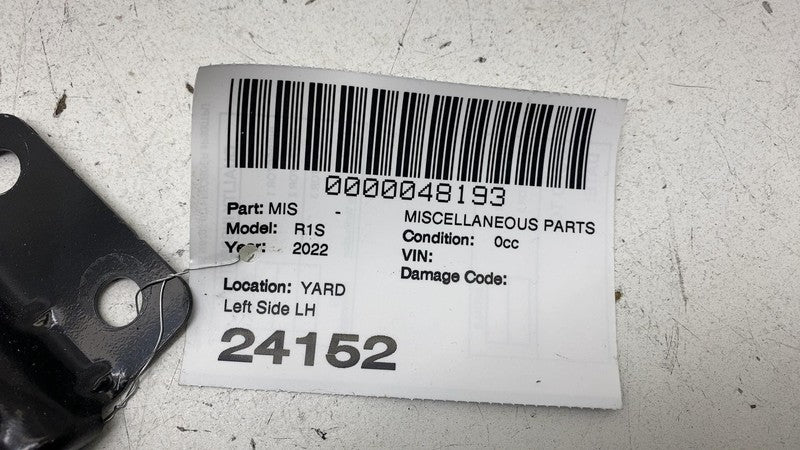 0000048193
Part: MIS - MISCELLANEOUS PARTS
Model: R1S Condition: 0cc
Year: 2022 VIN:
Damage Code:
Location: YARD
Left Side LH
24152